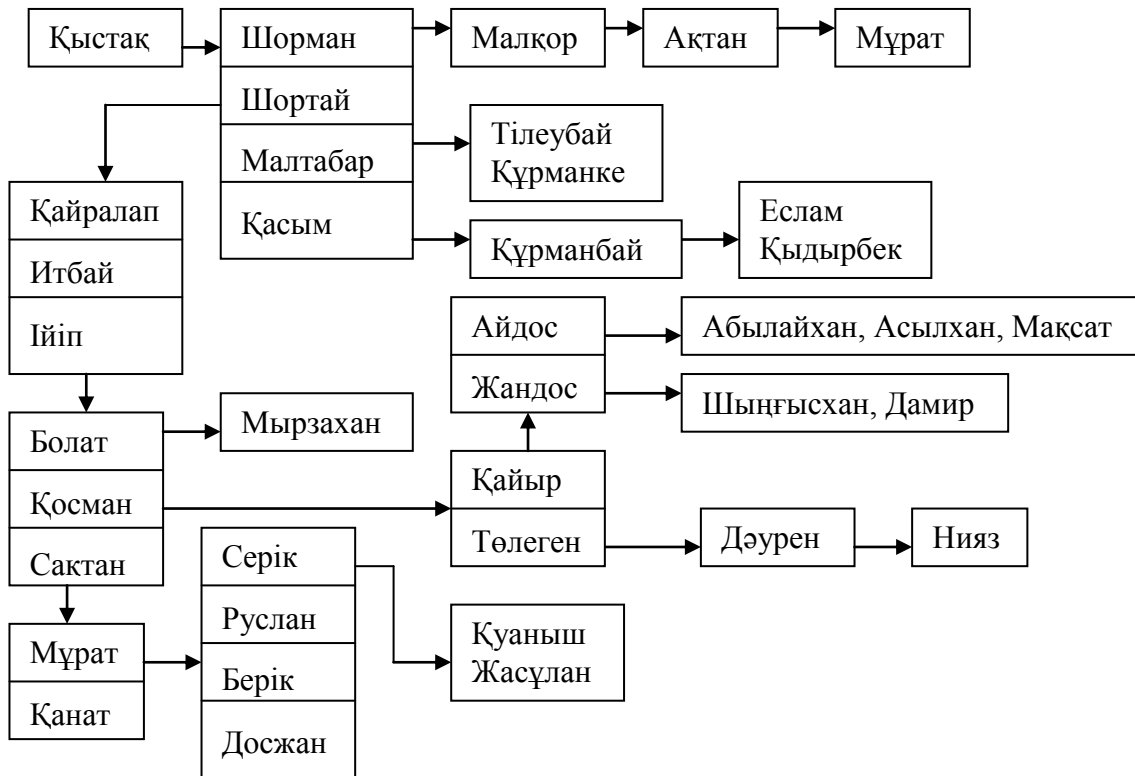 Қыстақ
Шорман
Малқор
Ақтан
Мұрат
Шортай
Малтабар
Қасым
Тілеубай
Құрманке
Құрманбай
Еслам
Қыдырбек
Қайралап
Итбай
Ійіп
Айдос
Жандос
Абылайхан, Асылхан, Мақсат
Шыңғысхан, Дамир
Болат
Қосман
Сақтан
Мырзахан
Қайыр
Төлеген
Дәурен
Нияз
Мұрат
Қанат
Серік
Руслан
Берік
Досжан
Қуаныш
Жасұлан